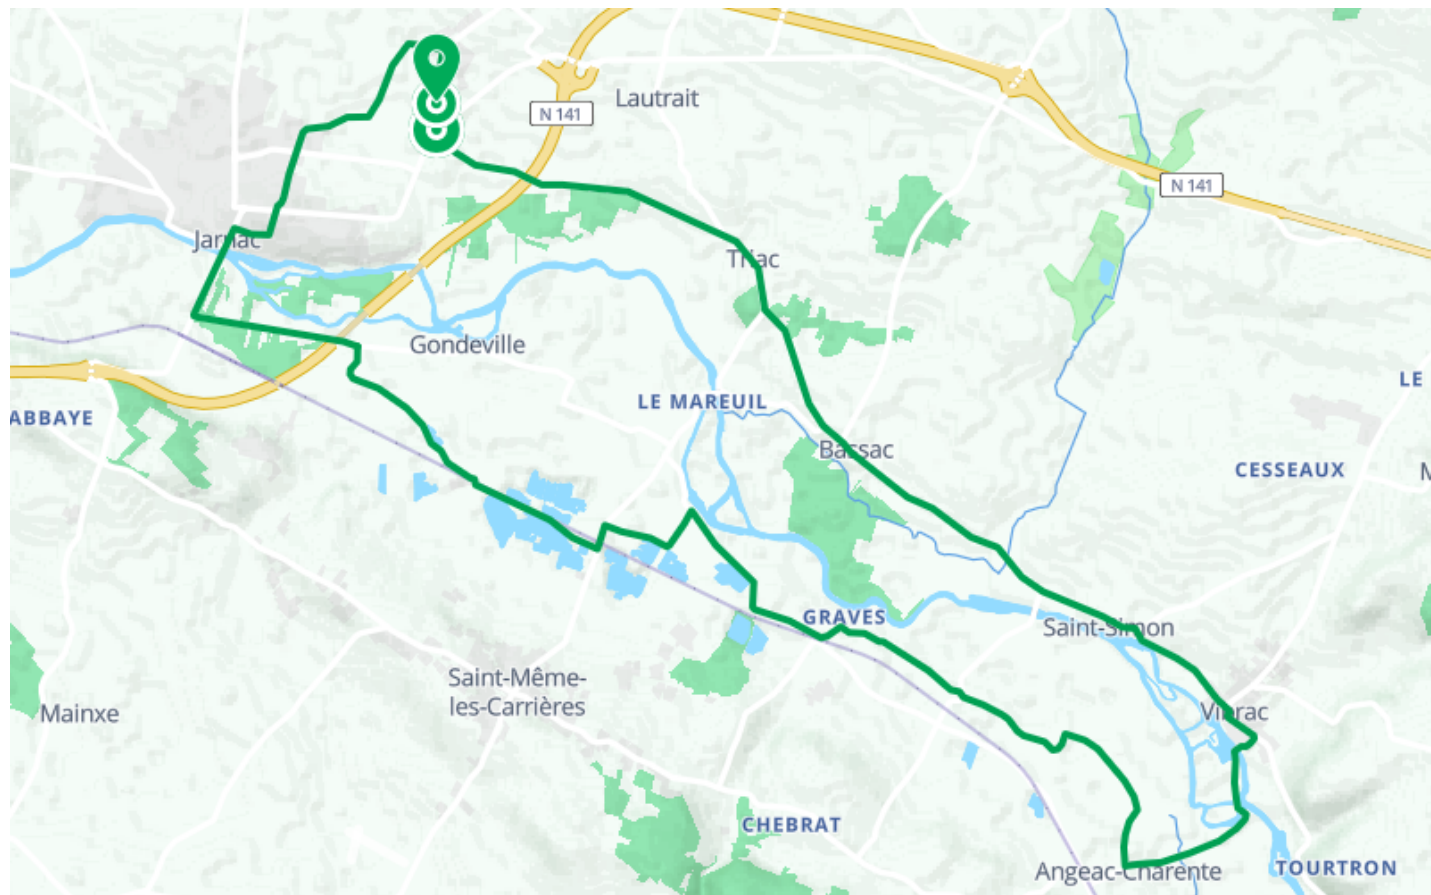 Lautrait
N 141
N 141
Jarnac
Triac
Gondeville
LE
LE MAREUIL
ABBAYE
Bassac
CESSEAUX
M
GRAVES
Saint-Simon
Saint-Même-
les-Carrières
Mainxe
Vibrac
CHEBRAT
Angeac-Charente
TOURTRON